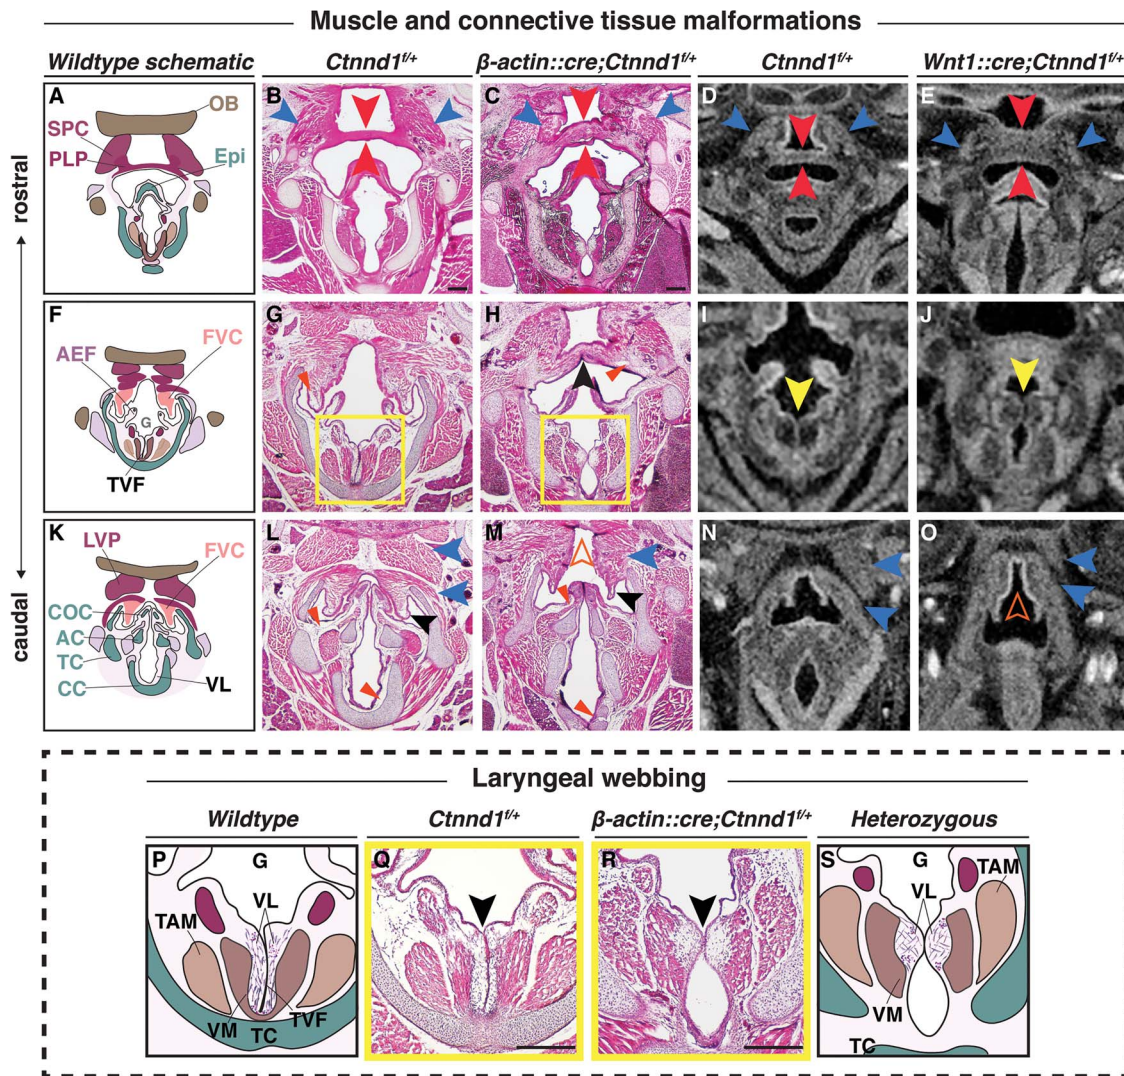 Muscle and connective tissue malformations
Wildtype schematic
Ctnnd1f/+
β-actin::cre;Ctnnd1f/+
Ctnnd1f/+
Wnt1::cre;Ctnnd1f/+
rostral
caudal
A
OB
SPC
PLP
Epi
B
C
D
E
F
FVC
AEF
G
TVF
G
H
I
J
K
LVP
FVC
COC
AC
TC
CC
VL
L
M
N
O
Laryngeal webbing
Wildtype
Ctnnd1f/+
β-actin::cre;Ctnnd1f/+
Heterozygous
P
G
VL
TAM
VM
TC
TVF
Q
R
S
G
TAM
VL
VM
TC